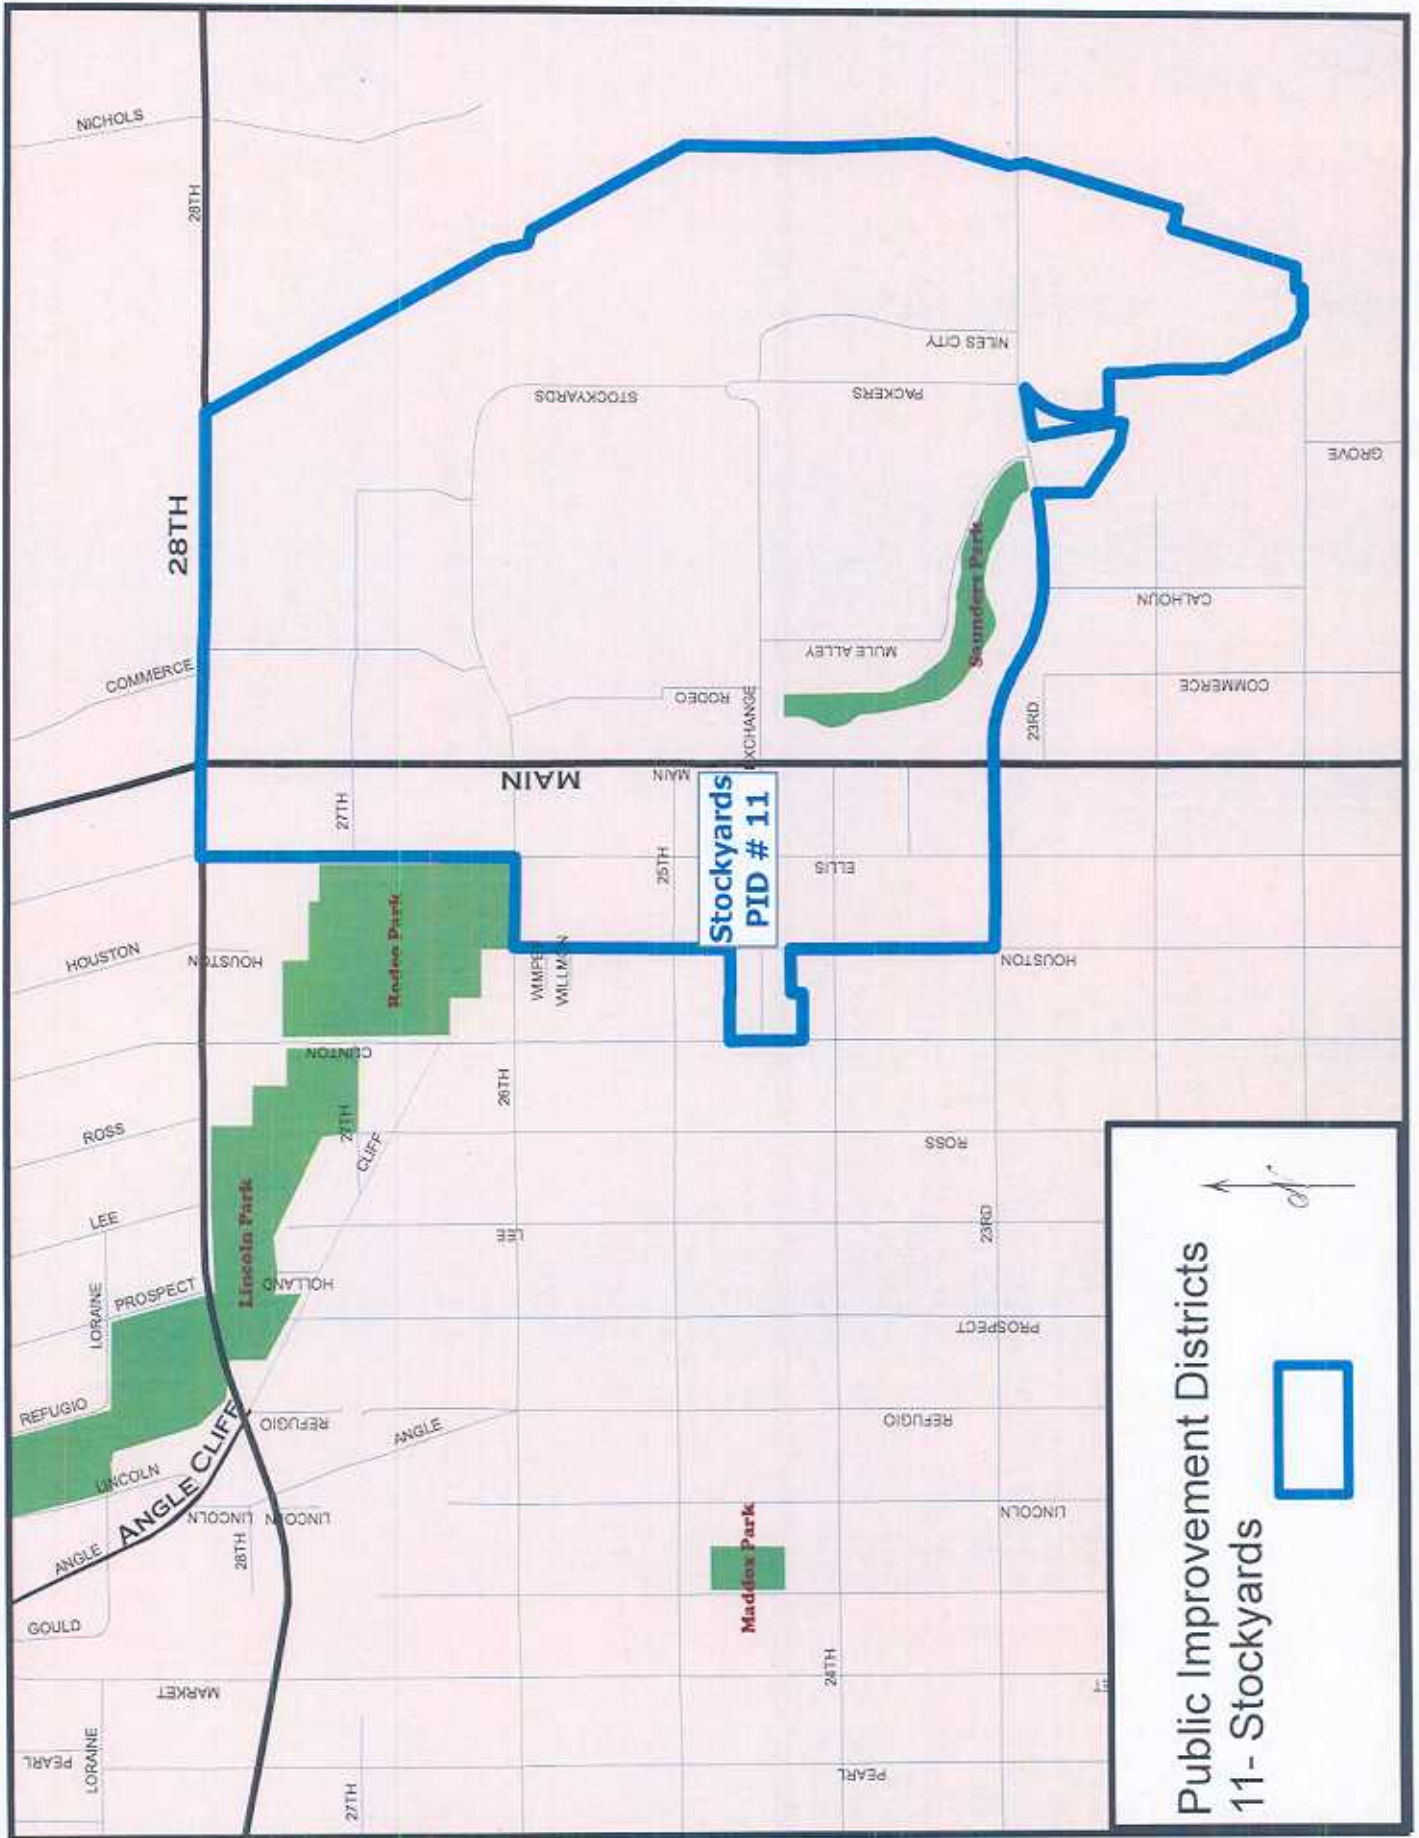 NICHOLS
28TH
28TH
COMMERCE
STOCKYARDS
NILES CITY
PACKERS
GROVE
Saunders Park
CALHOUN
MULE ALLEY
COMMERCE
RODEO
EXCHANGE
23RD
MAIN
MAIN
27TH
Stockyards
PID # 11
25TH
ELLIS
HOUSTON
HOUSTON
Rodeo Park
WIMPER
WILLMON
HOUSTON
CLINTON
26TH
ROSS
27TH
CLIFF
ROSS
LEE
Lincoln Park
LEE
23RD
HOLLAND
PROSPECT
LORAINE
PROSPECT
REFUGIO
REFUGIO
ANGLE
REFUGIO
LINCOLN
ANGLE CLIFF
ANGLE
LINCOLN
LINCOLN
28TH
LINCOLN
Maddox Park
GOULD
MARKET
24TH
PEARL
LORAINE
27TH
PEARL
Public Improvement Districts
11- Stockyards
N